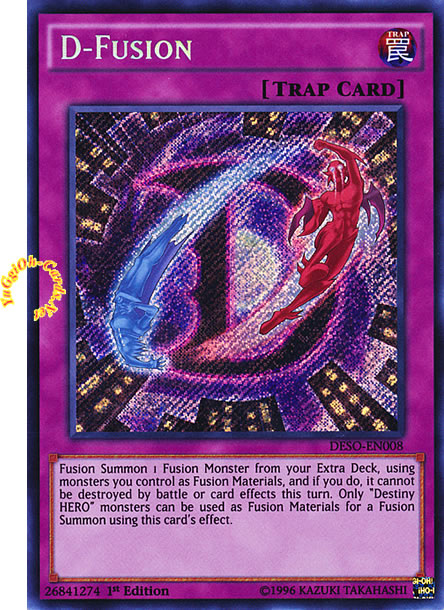 D-Fusion
TRAP
罠
[Trap Card]
YuGeiOh-Cards.Net
DESO-EN008
Fusion Summon 1 Fusion Monster from your Extra Deck, using
monsters you control as Fusion Materials, and if you do, it cannot
be destroyed by battle or card effects this turn. Only "Destiny
HERO" monsters can be used as Fusion Materials for a Fusion
Summon using this card's effect.
26841274 1st Edition ©1996 KAZUKI TAKAHASHI